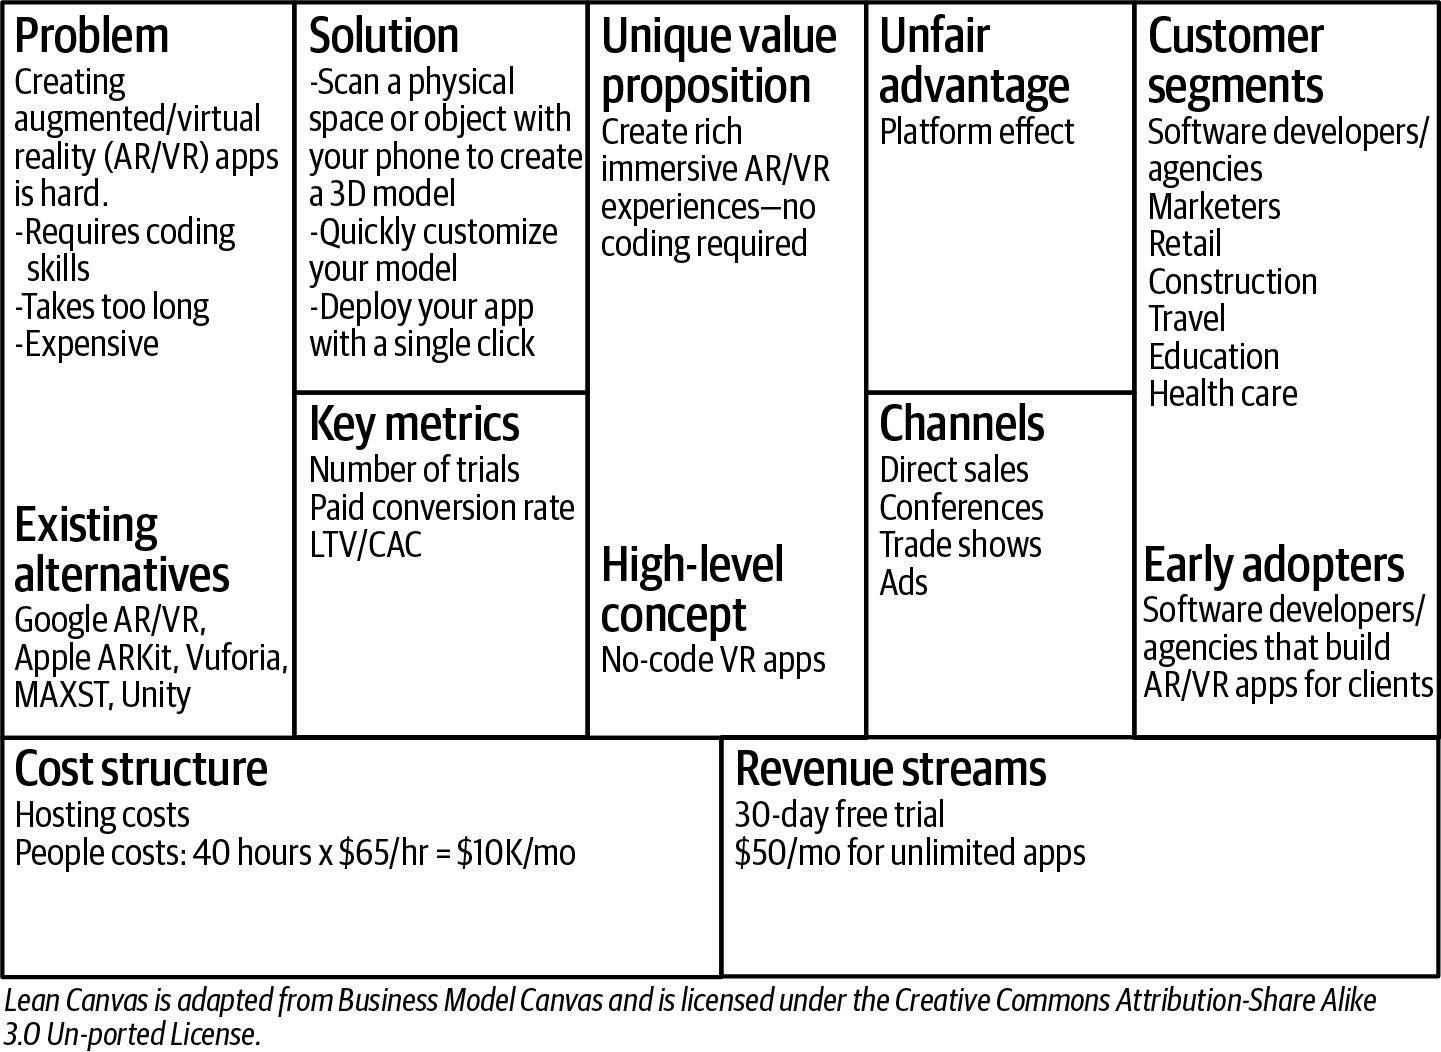 Problem
Creating
augmented/virtual
reality (AR/VR) apps
is hard.
-Requires coding
skills
-Takes too long
-Expensive
Existing
alternatives
Google AR/VR,
Apple ARKit, Vuforia,
MAXST, Unity
Solution
-Scan a physical
space or object with
your phone to create
a 3D model
-Quickly customize
your model
-Deploy your app
with a single click
Key metrics
Number of trials
Paid conversion rate
LTV/CAC
Unique value
proposition
Create rich
immersive AR/VR
experiences—no
coding required
High-level
concept
No-code VR apps
Unfair
advantage
Platform effect
Channels
Direct sales
Conferences
Trade shows
Ads
Customer
segments
Software developers/
agencies
Marketers
Retail
Construction
Travel
Education
Health care
Early adopters
Software developers/
agencies that build
AR/VR apps for clients
Cost structure
Hosting costs
People costs: 40 hours x $65/hr = $10K/mo
Revenue streams
30-day free trial
$50/mo for unlimited apps
Lean Canvas is adapted from Business Model Canvas and is licensed under the Creative Commons Attribution-Share Alike
3.0 Un-ported License.